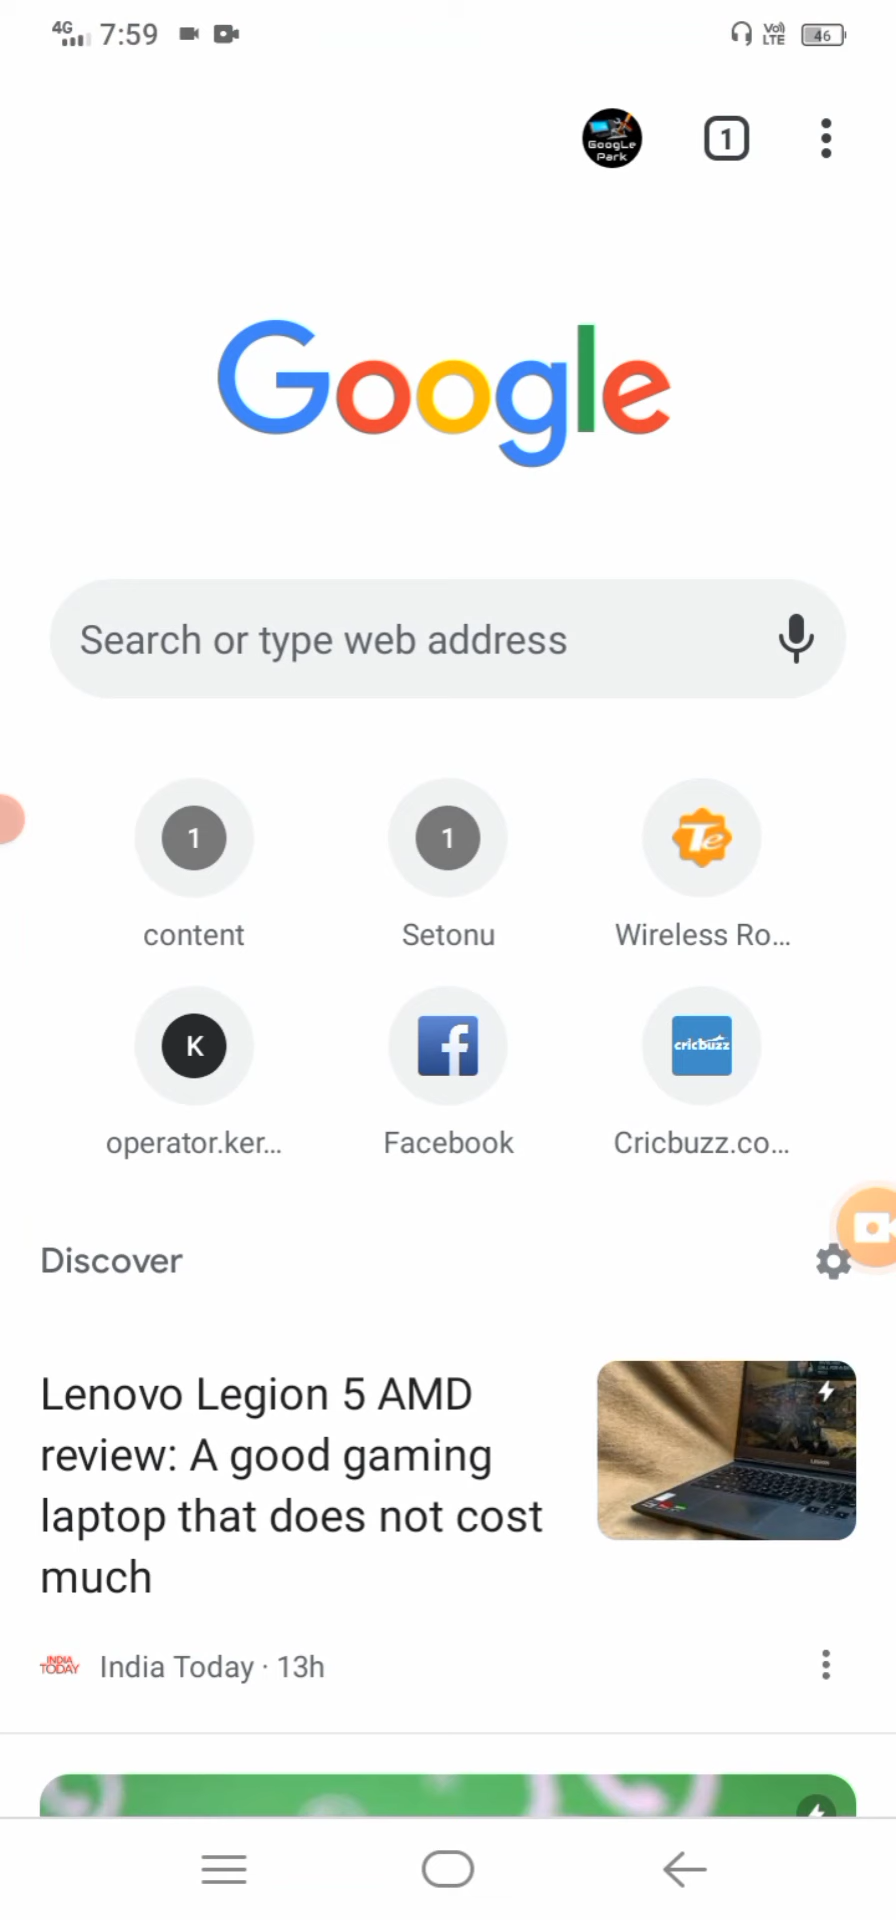 4G 7:59 Vo)) LTE 46
GoogLe Park 1
Google
Search or type web address
1 1 Te
content Setonu Wireless Ro...
K f cricbuzz
operator.ker... Facebook Cricbuzz.co...
Discover
Lenovo Legion 5 AMD
review: A good gaming
laptop that does not cost
much
INDIA TODAY India Today · 13h